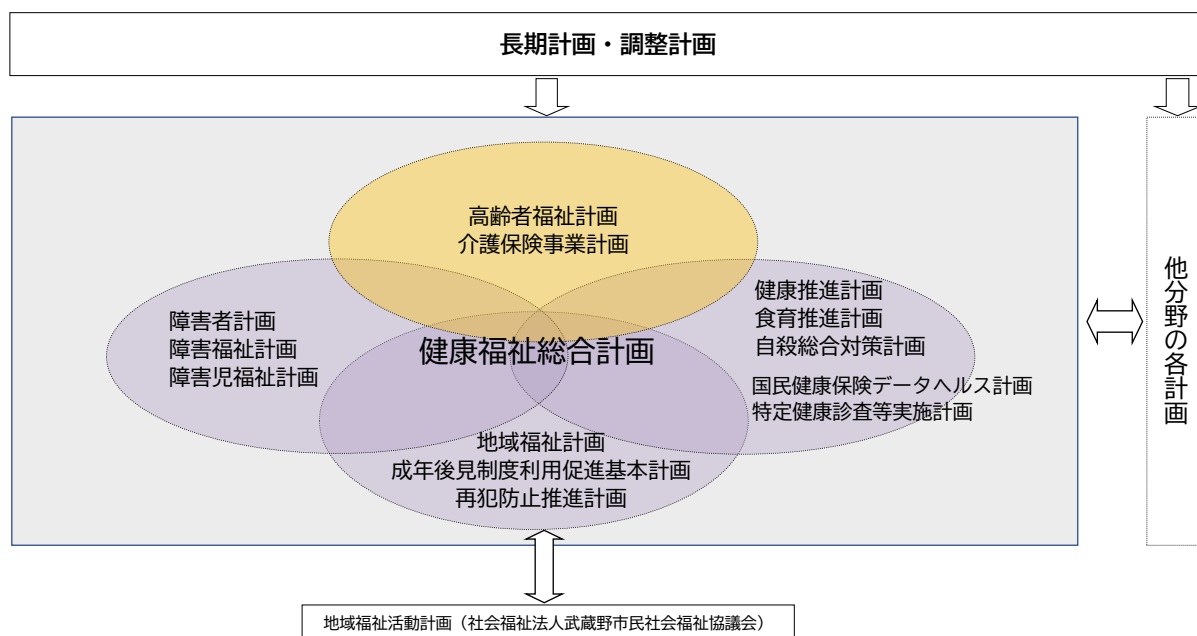 長期計画・調整計画
高齢者福祉計画
介護保険事業計画
障害者計画
障害福祉計画
障害児福祉計画
健康福祉総合計画
健康推進計画
食育推進計画
自殺総合対策計画
国民健康保険データヘルス計画
特定健康診査等実施計画
地域福祉計画
成年後見制度利用促進基本計画
再犯防止推進計画
他分野の各計画
地域福祉活動計画（社会福祉法人武蔵野市民社会福祉協議会）